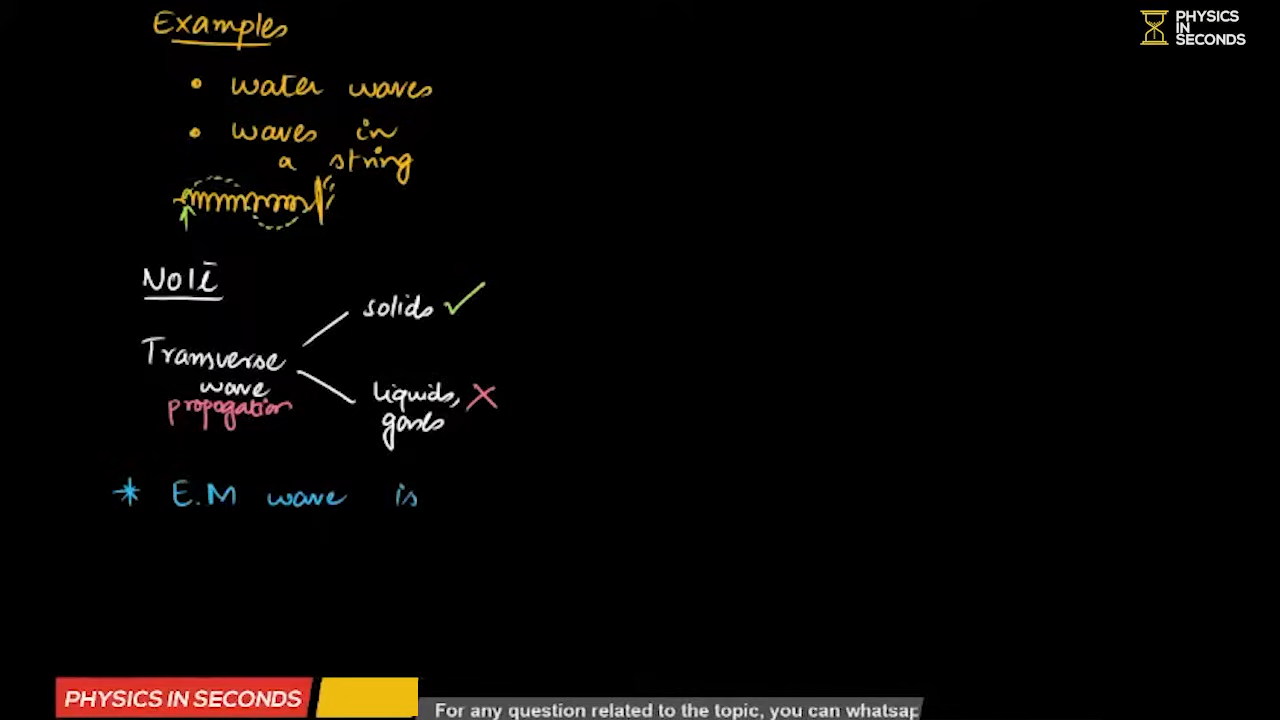 Examples
PHYSICS
IN
SECONDS
• water waves
• waves in
a string
Note
solids ✓
Transverse
wave
propogation
liquids, ✗
gases
* E.M wave is
PHYSICS IN SECONDS
For any question related to the topic, you can whatsap